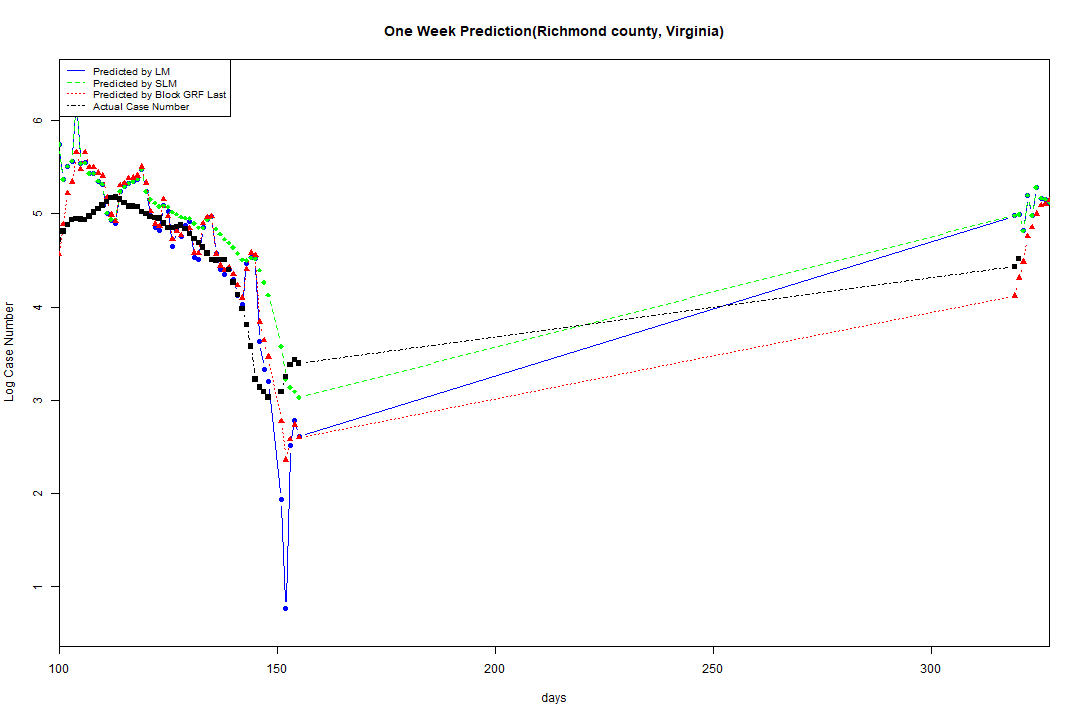 One Week Prediction(Richmond county, Virginia)
Predicted by LM
Predicted by SLM
Predicted by Block GRF Last
Actual Case Number
Log Case Number
6
5
4
3
2
1
100 150 200 250 300
days